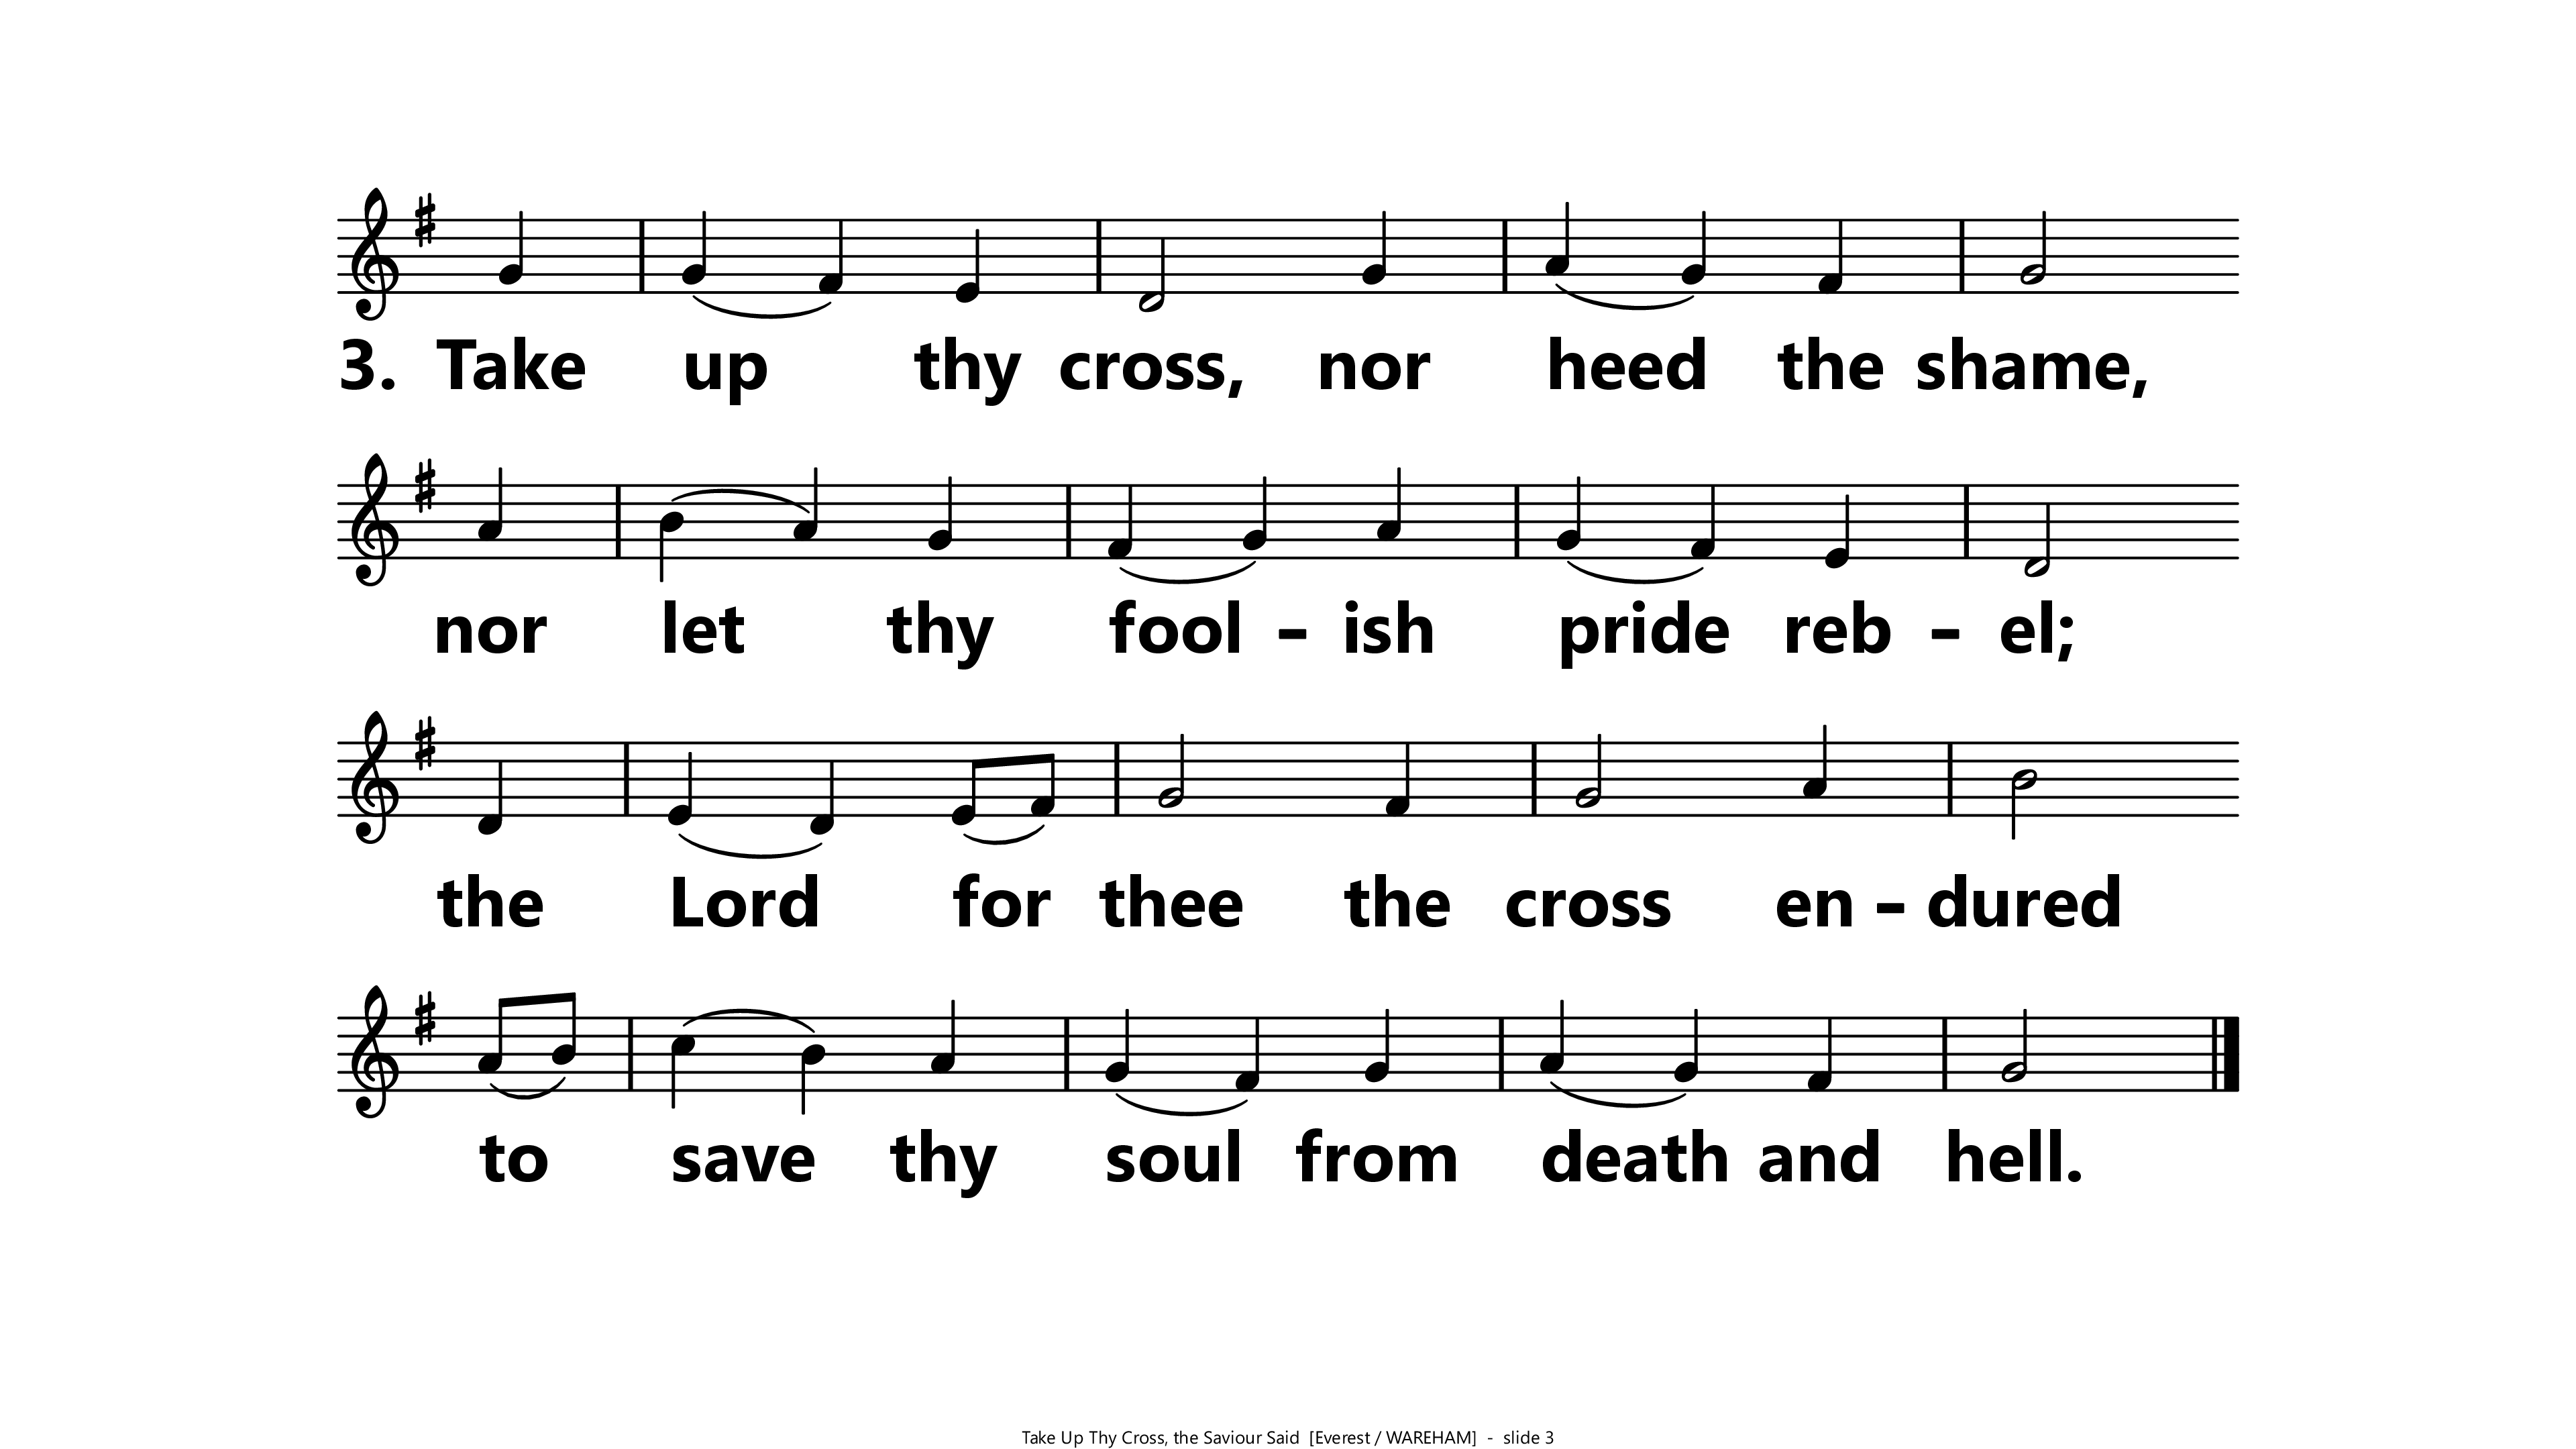 3. Take up thy cross, nor heed the shame,
nor let thy fool - ish pride reb - el;
the Lord for thee the cross en - dured
to save thy soul from death and hell.
Take Up Thy Cross, the Saviour Said [Everest / WAREHAM] - slide 3